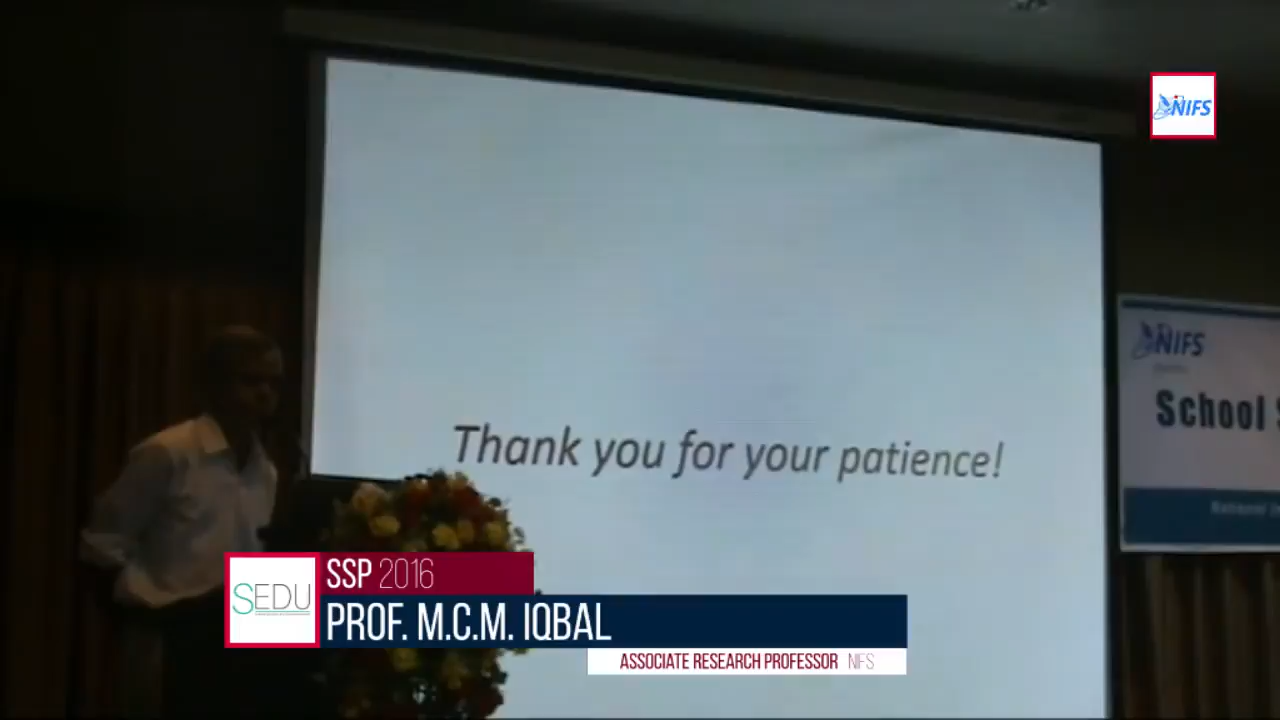 NIFS
NIFS
School
Thank you for your patience!
SSP 2016
SEDU
PROF. M.C.M. IQBAL
ASSOCIATE RESEARCH PROFESSOR NIFS